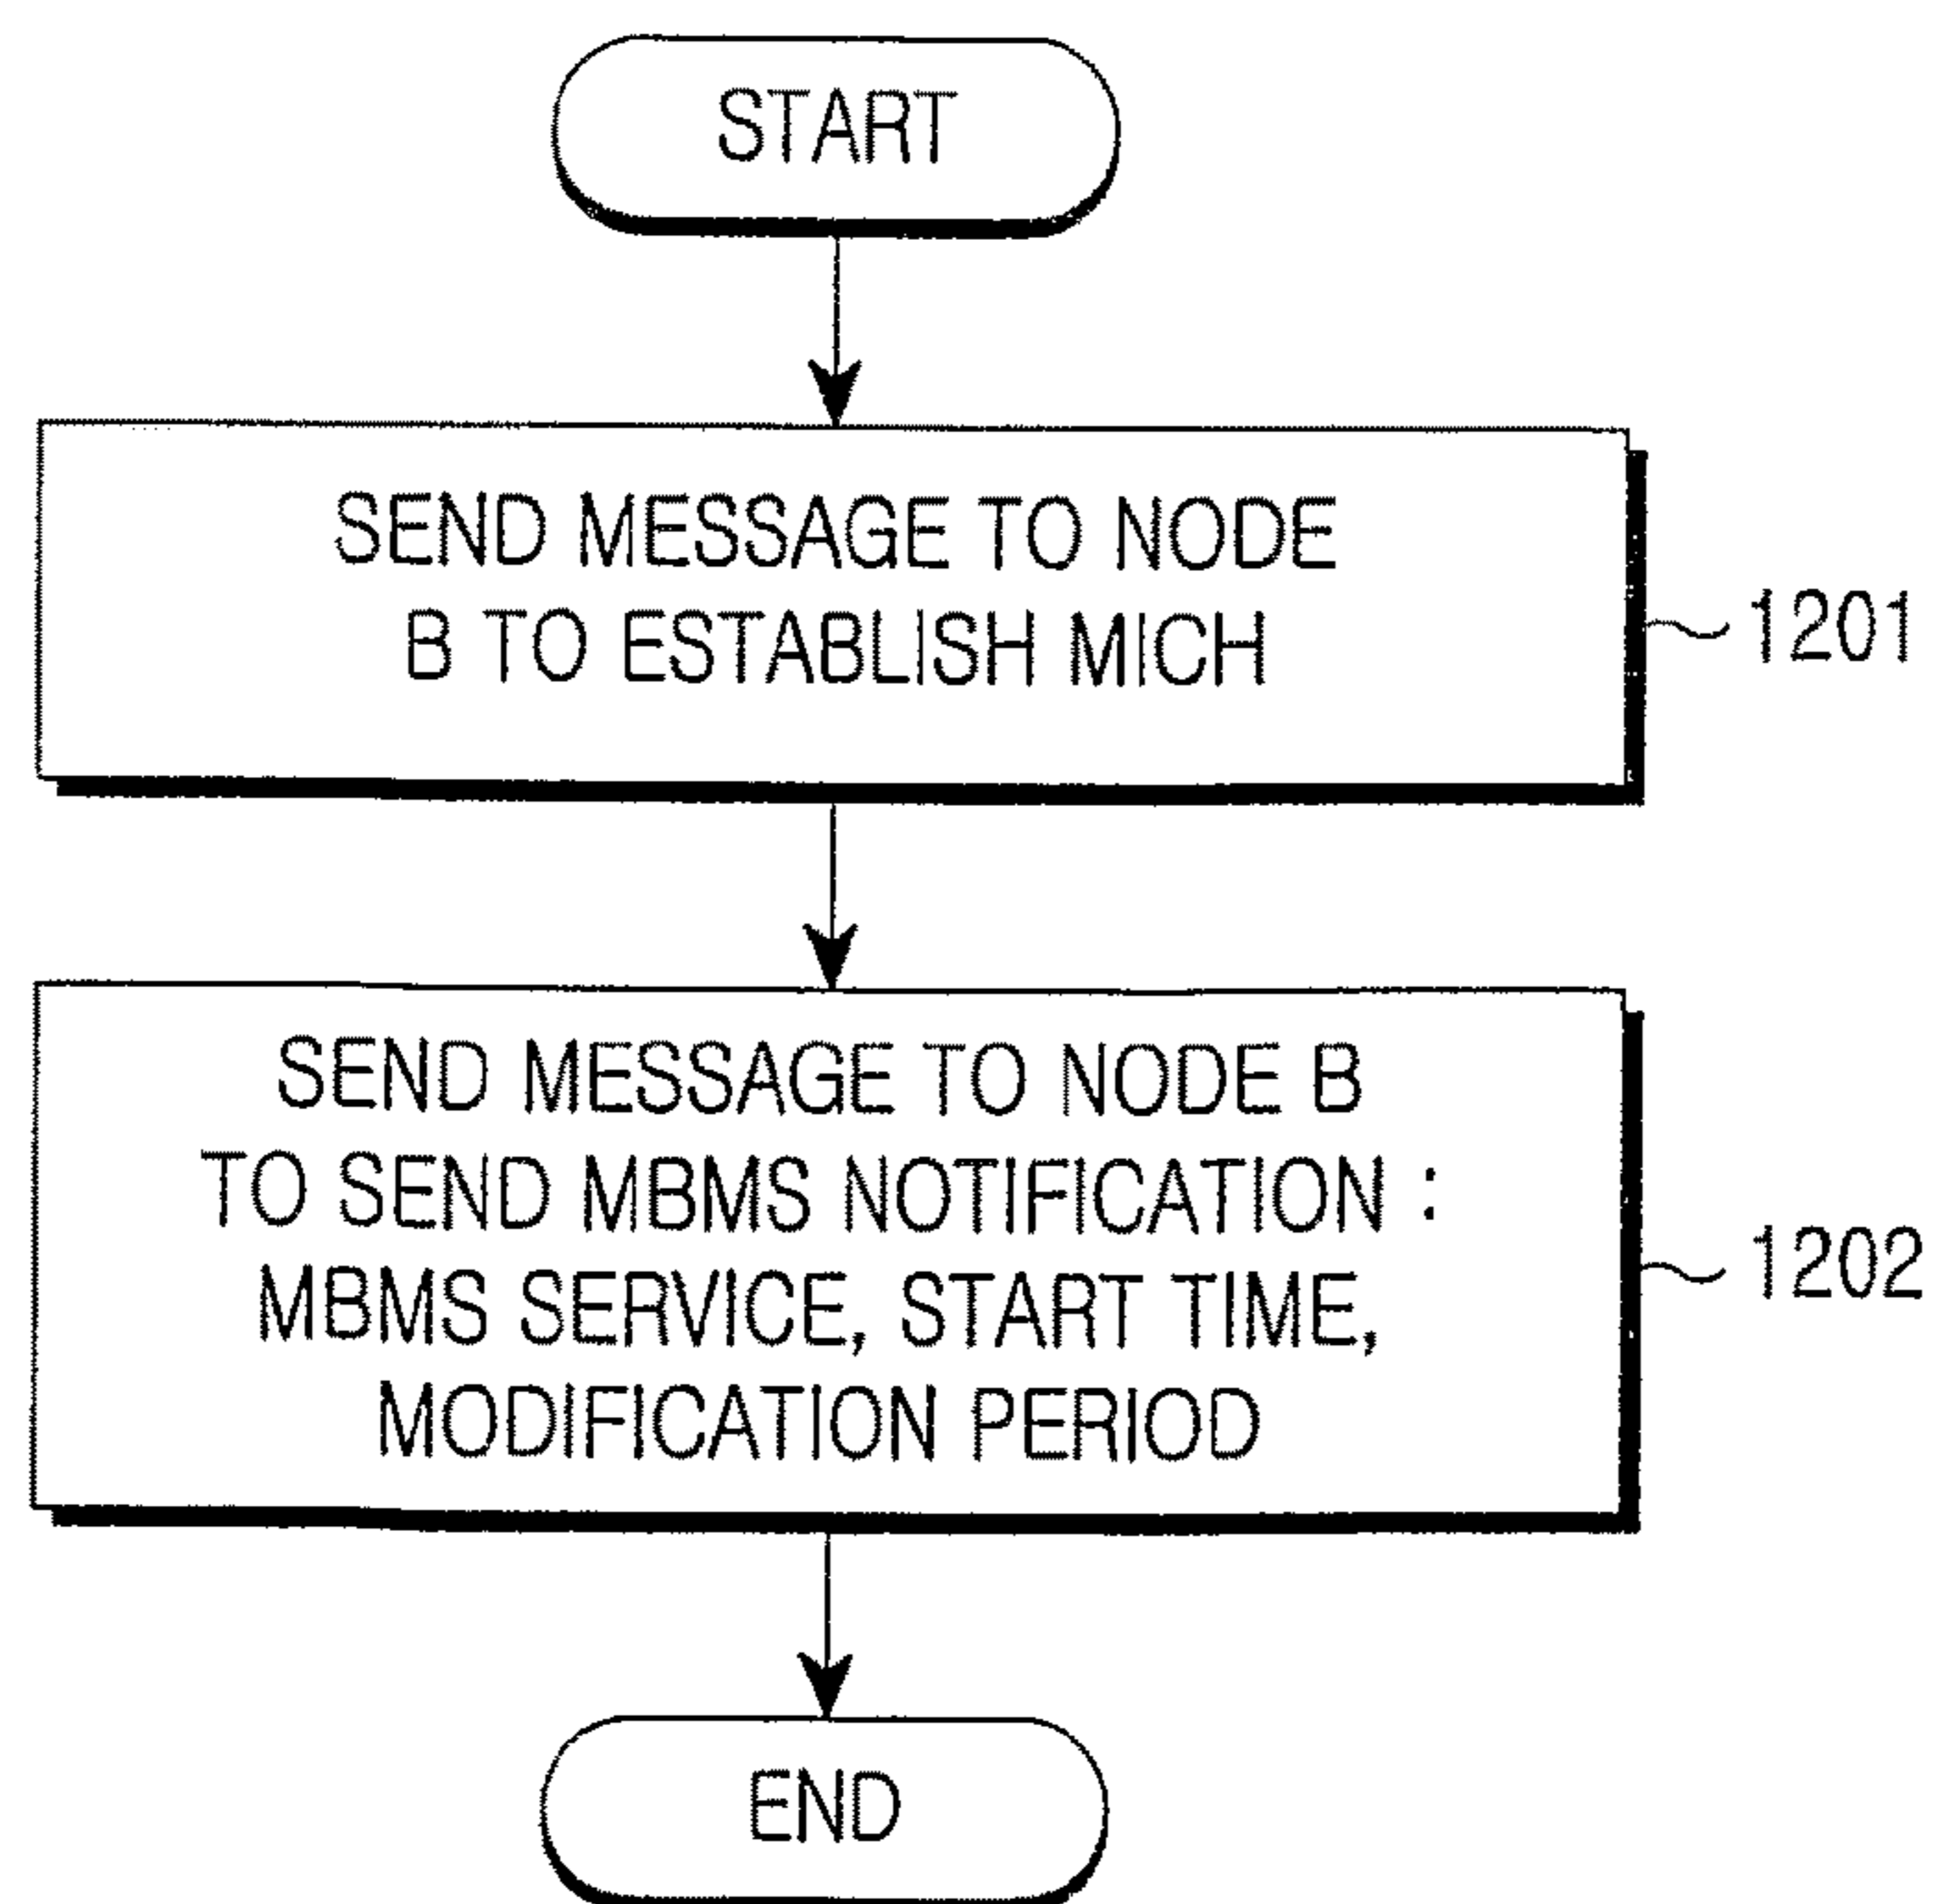 START
SEND MESSAGE TO NODE
B TO ESTABLISH MICH
1201
SEND MESSAGE TO NODE B
TO SEND MBMS NOTIFICATION :
MBMS SERVICE, START TIME,
MODIFICATION PERIOD
1202
END